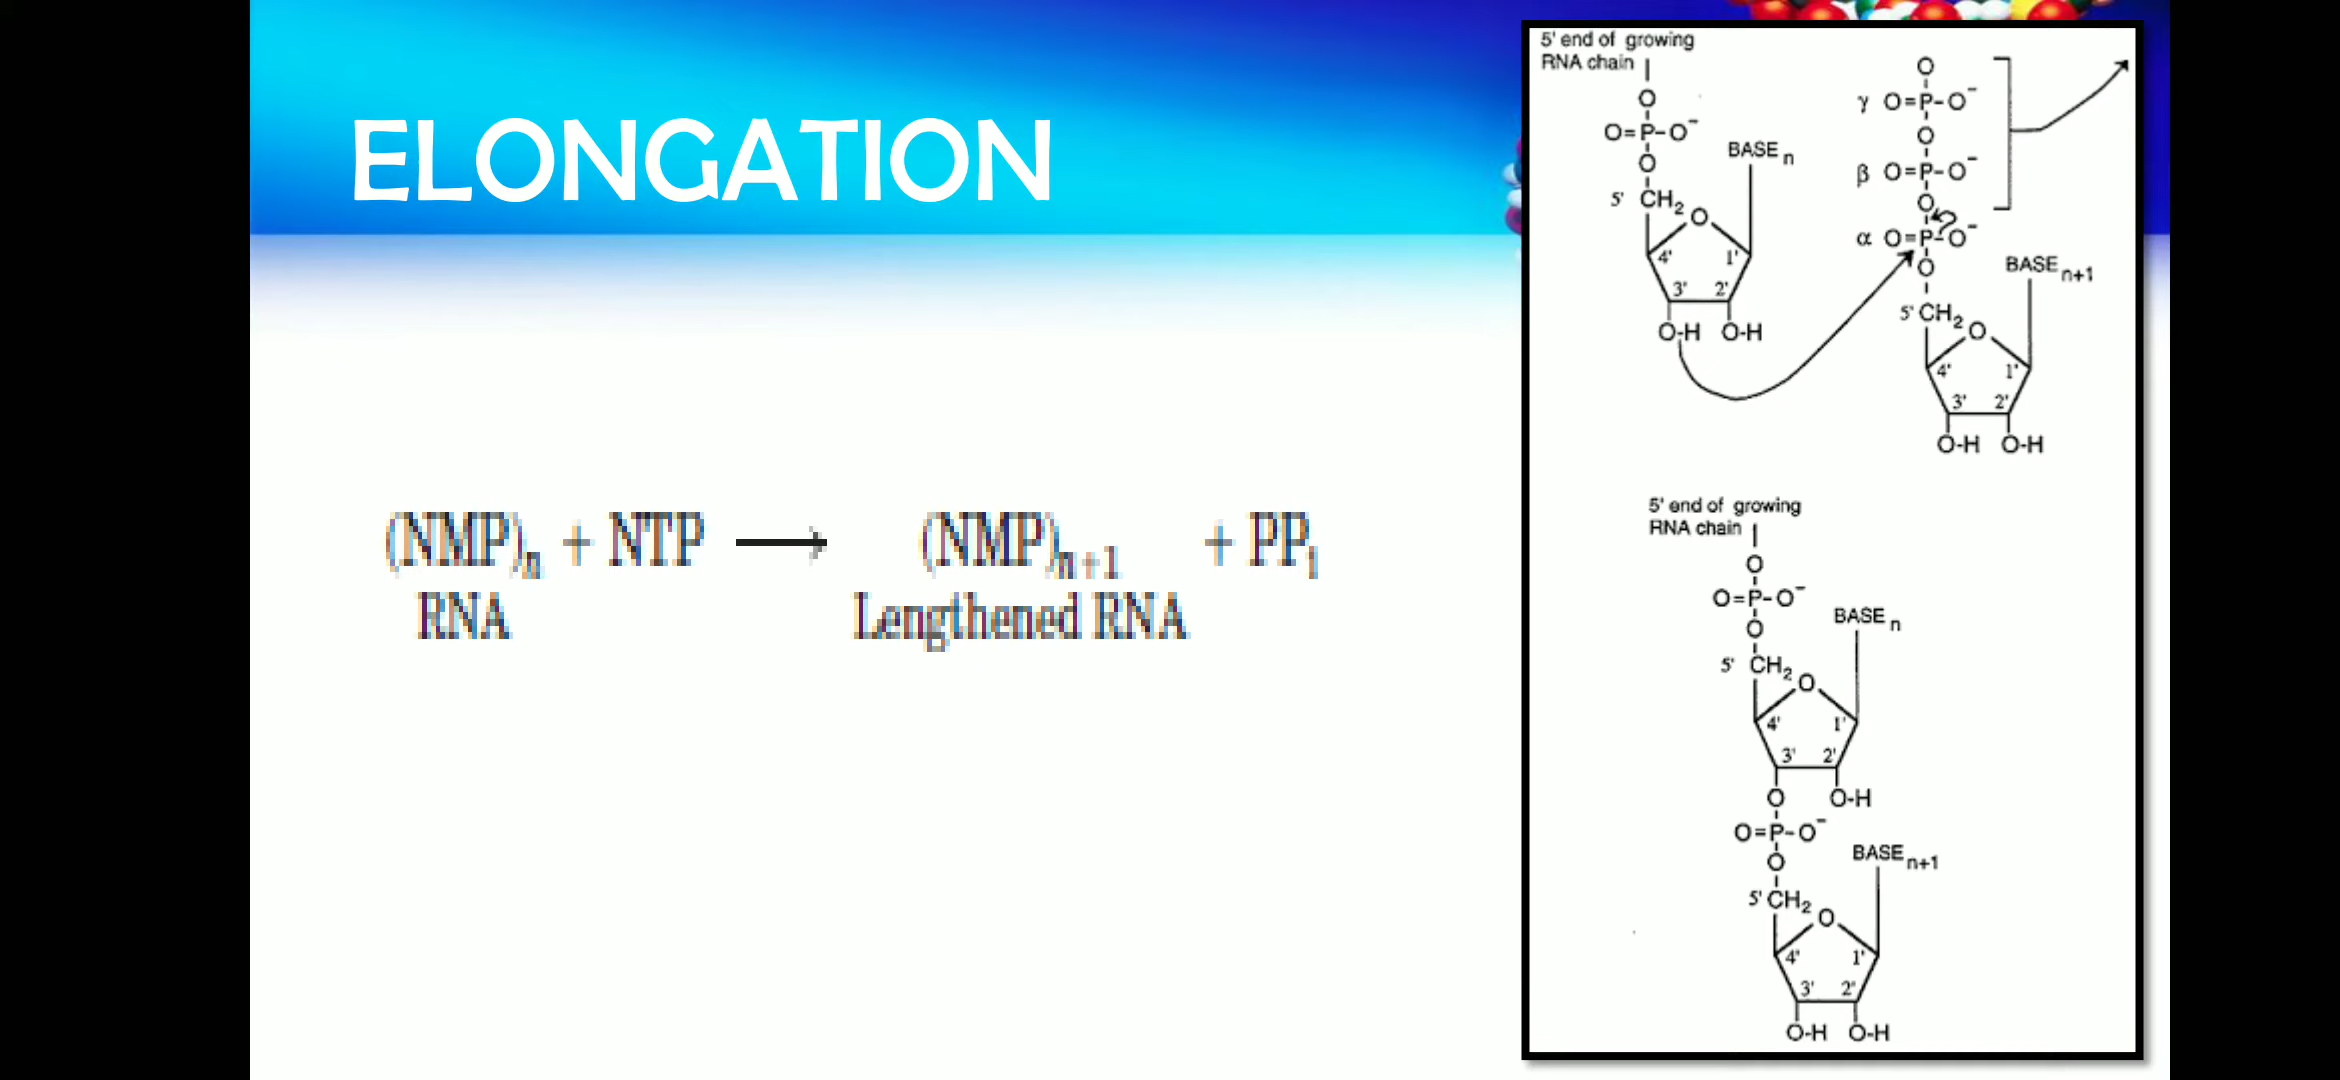 ELONGATION
(NMP)n + NTP ⟶ (NMP)n+1 + PPi
RNA Lengthened RNA
5' end of growing
RNA chain
O
O=P-O⁻
O
BASE n
5' CH2
O
4' 1'
3' 2'
O-H O-H
O
γ O=P-O⁻
O
β O=P-O⁻
O
α O=P-O⁻
O
BASE n+1
5' CH2
O
4' 1'
3' 2'
O-H O-H
5' end of growing
RNA chain
O
O=P-O⁻
O
BASE n
5' CH2
O
4' 1'
3' 2'
O O-H
O=P-O⁻
O
BASE n+1
5' CH2
O
4' 1'
3' 2'
O-H O-H